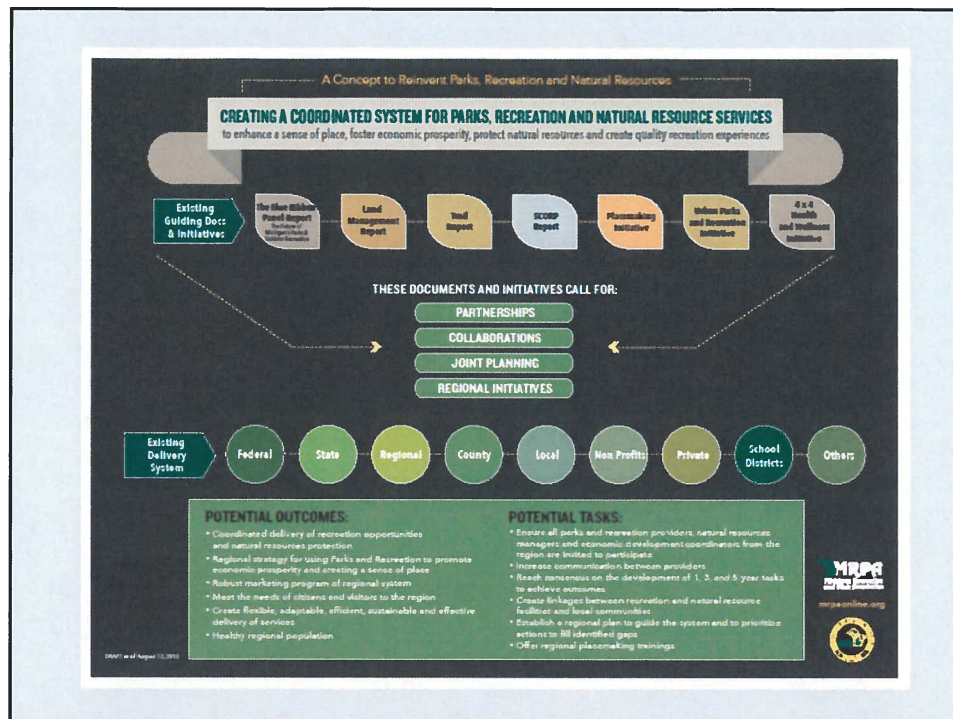 A Concept to Reinvent Parks, Recreation and Natural Resources
CREATING A COORDINATED SYSTEM FOR PARKS, RECREATION AND NATURAL RESOURCE SERVICES
to enhance a sense of place, foster economic prosperity, protect natural resources and create quality recreation experiences
Existing
Guiding Docs
& Initiatives
The Blue Ribbon
Panel Report
Land
Management
Report
Trail
Report
SCORP
Report
Placemaking
Initiative
Urban Parks
and Recreation
Initiative
4 x 4
Health
and Wellness
Initiative
THESE DOCUMENTS AND INITIATIVES CALL FOR:
PARTNERSHIPS
COLLABORATIONS
JOINT PLANNING
REGIONAL INITIATIVES
Existing
Delivery
System
Federal
State
Regional
County
Local
Non Profits
Private
School
Districts
Others
POTENTIAL OUTCOMES:
• Coordinated delivery of recreation opportunities
and natural resources protection
• Regional strategy for using Parks and Recreation to promote
economic prosperity and creating a sense of place
• Robust marketing program of regional system
• Meet the needs of citizens and visitors to the region
• Create flexible, adaptable, efficient, sustainable and effective
delivery of services
• Healthy regional population
POTENTIAL TASKS:
• Ensure all parks and recreation providers, natural resources
managers and economic development coordinators from the
region are invited to participate
• Increase communication between providers
• Reach consensus on the development of 1, 3, and 5 year tasks
to achieve outcomes
• Create linkages between recreation and natural resource
facilities and local communities
• Establish a regional plan to guide the system and to prioritize
actions to fill identified gaps
• Offer regional placemaking trainings
MRPA
mrpaonline.org
DRAFT as of August 13,